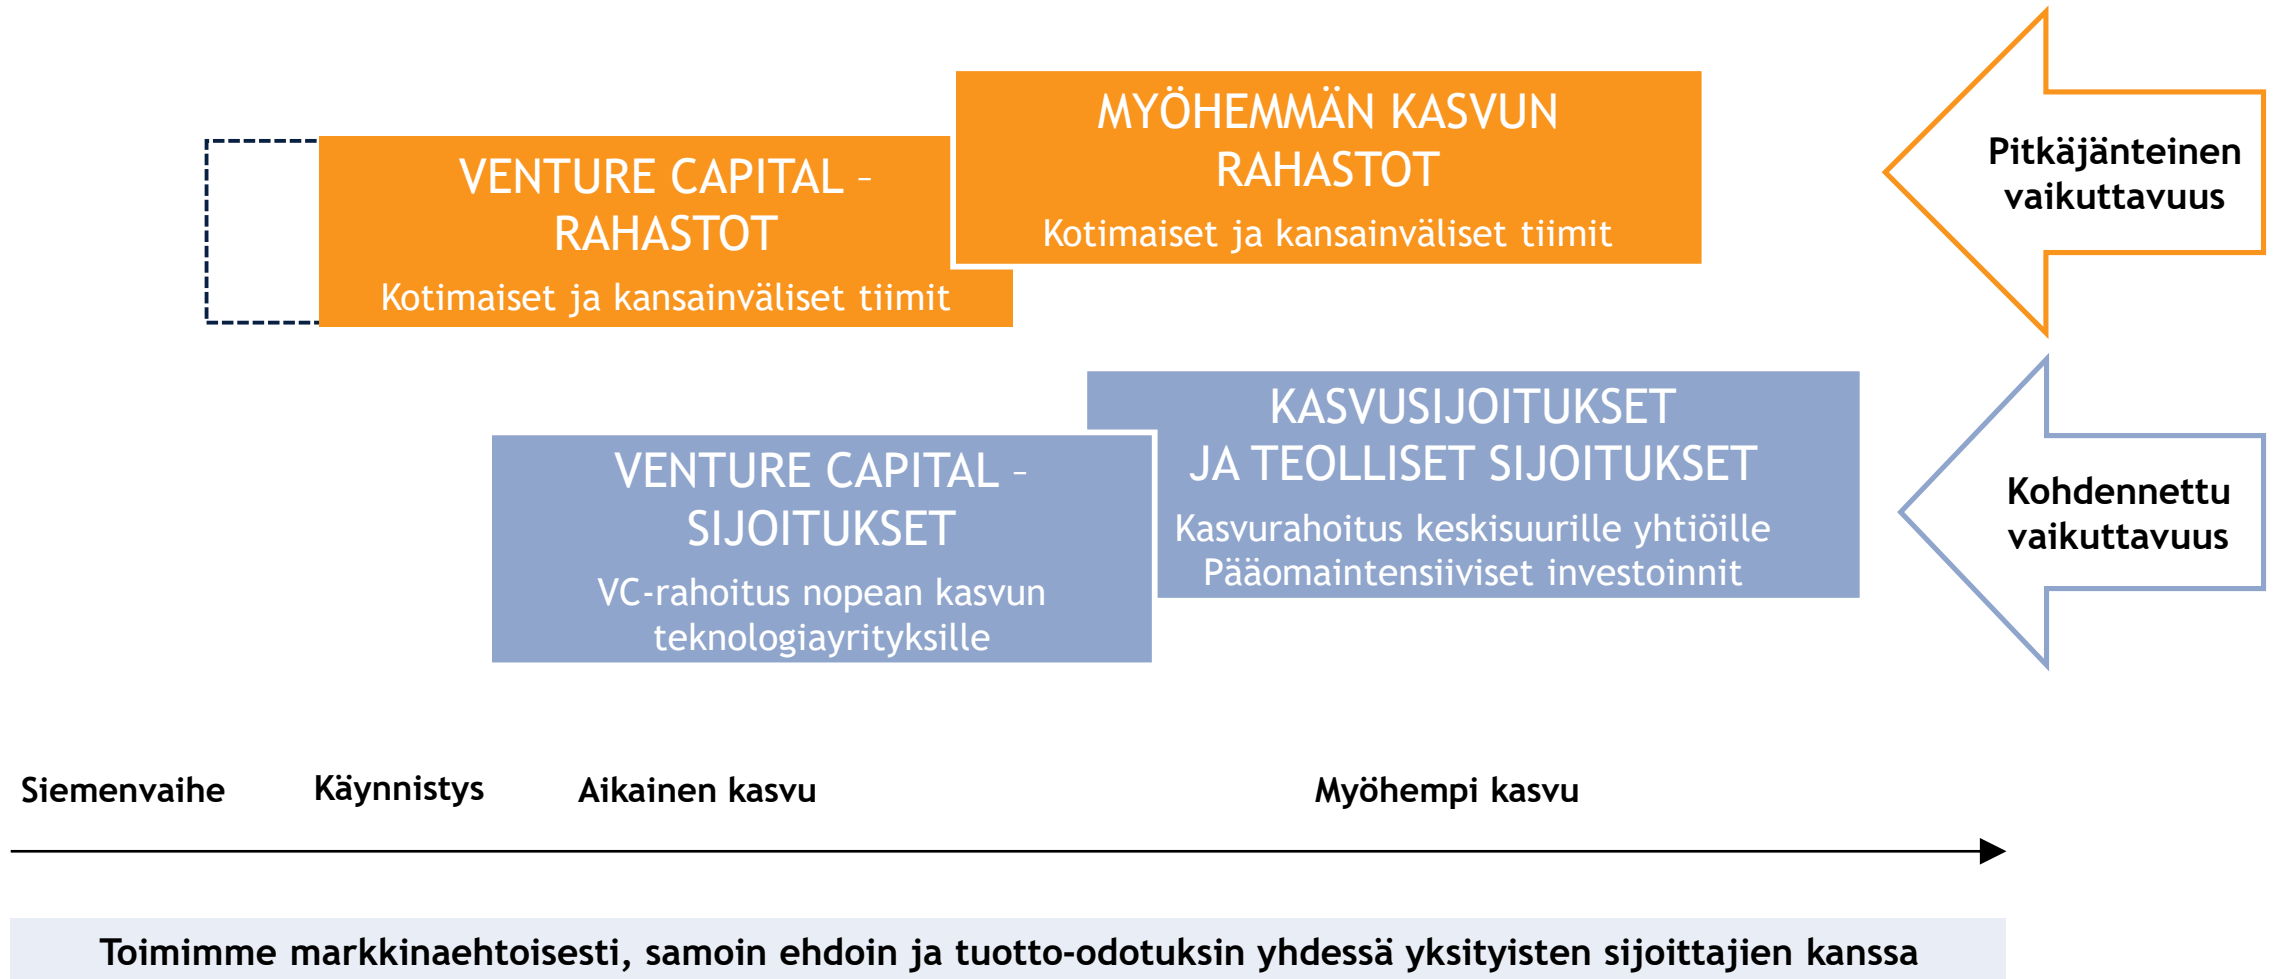 MYÖHEMMÄN KASVUN
RAHASTOT
Kotimaiset ja kansainväliset tiimit
VENTURE CAPITAL –
RAHASTOT
Kotimaiset ja kansainväliset tiimit
Pitkäjänteinen
vaikuttavuus
KASVUSIJOITUKSET
JA TEOLLISET SIJOITUKSET
Kasvurahoitus keskisuurille yhtiöille
Pääomaintensiiviset investoinnit
VENTURE CAPITAL –
SIJOITUKSET
VC-rahoitus nopean kasvun
teknologiayrityksille
Kohdennettu
vaikuttavuus
Siemenvaihe
Käynnistys
Aikainen kasvu
Myöhempi kasvu
Toimimme markkinaehtoisesti, samoin ehdoin ja tuotto-odotuksin yhdessä yksityisten sijoittajien kanssa